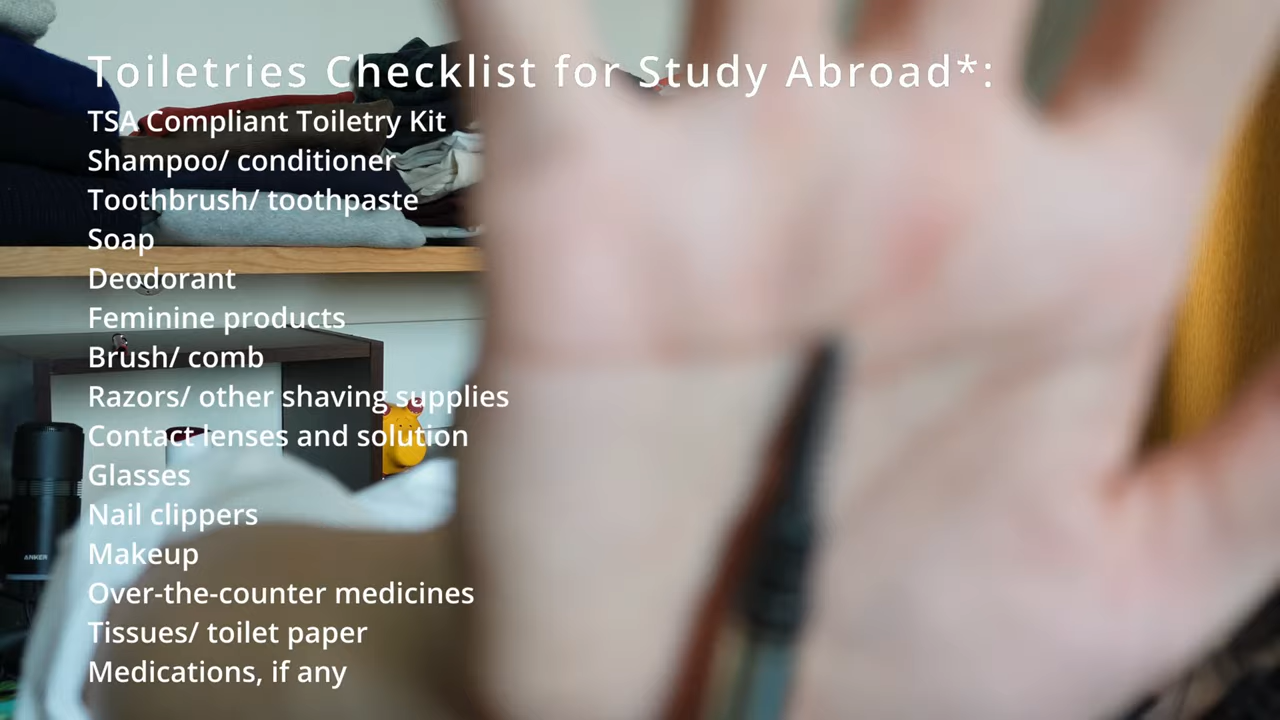 Toiletries Checklist for Study Abroad*:
TSA Compliant Toiletry Kit
Shampoo/ conditioner
Toothbrush/ toothpaste
Soap
Deodorant
Feminine products
Brush/ comb
Razors/ other shaving supplies
Contact lenses and solution
Glasses
Nail clippers
Makeup
Over-the-counter medicines
Tissues/ toilet paper
Medications, if any
ANKER